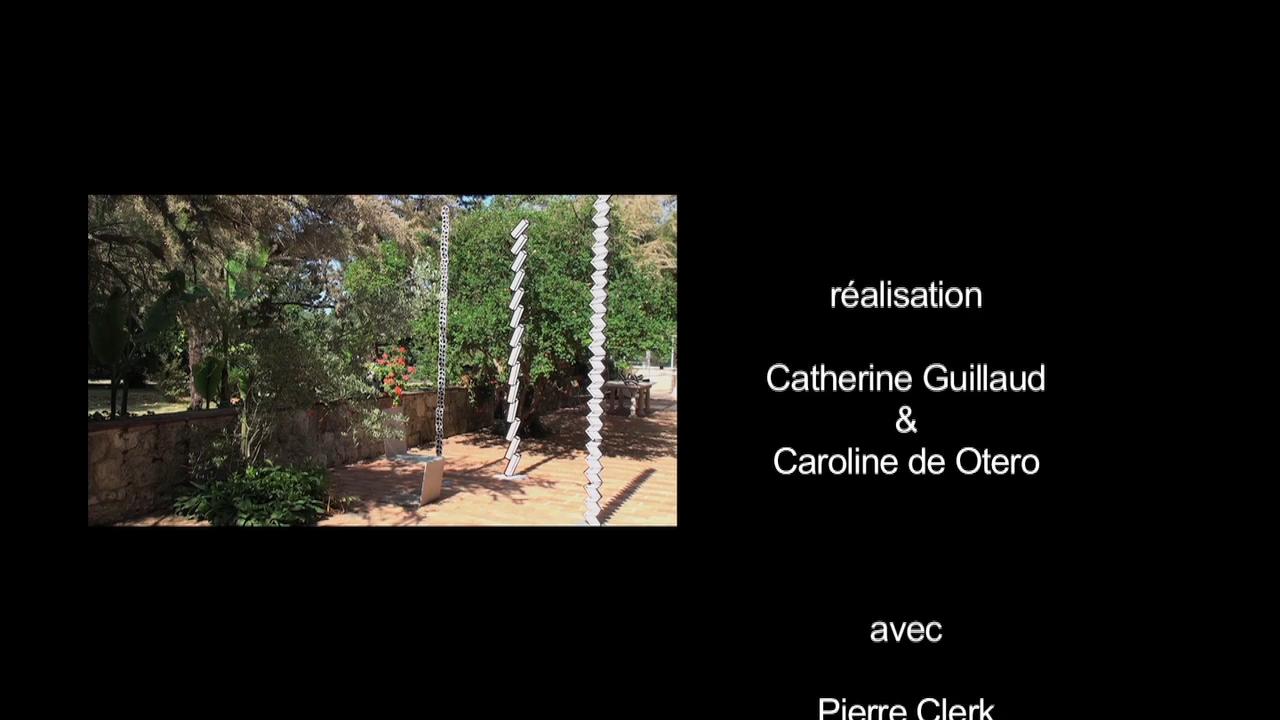 réalisation
Catherine Guillaud
&
Caroline de Otero
avec
Pierre Clerk